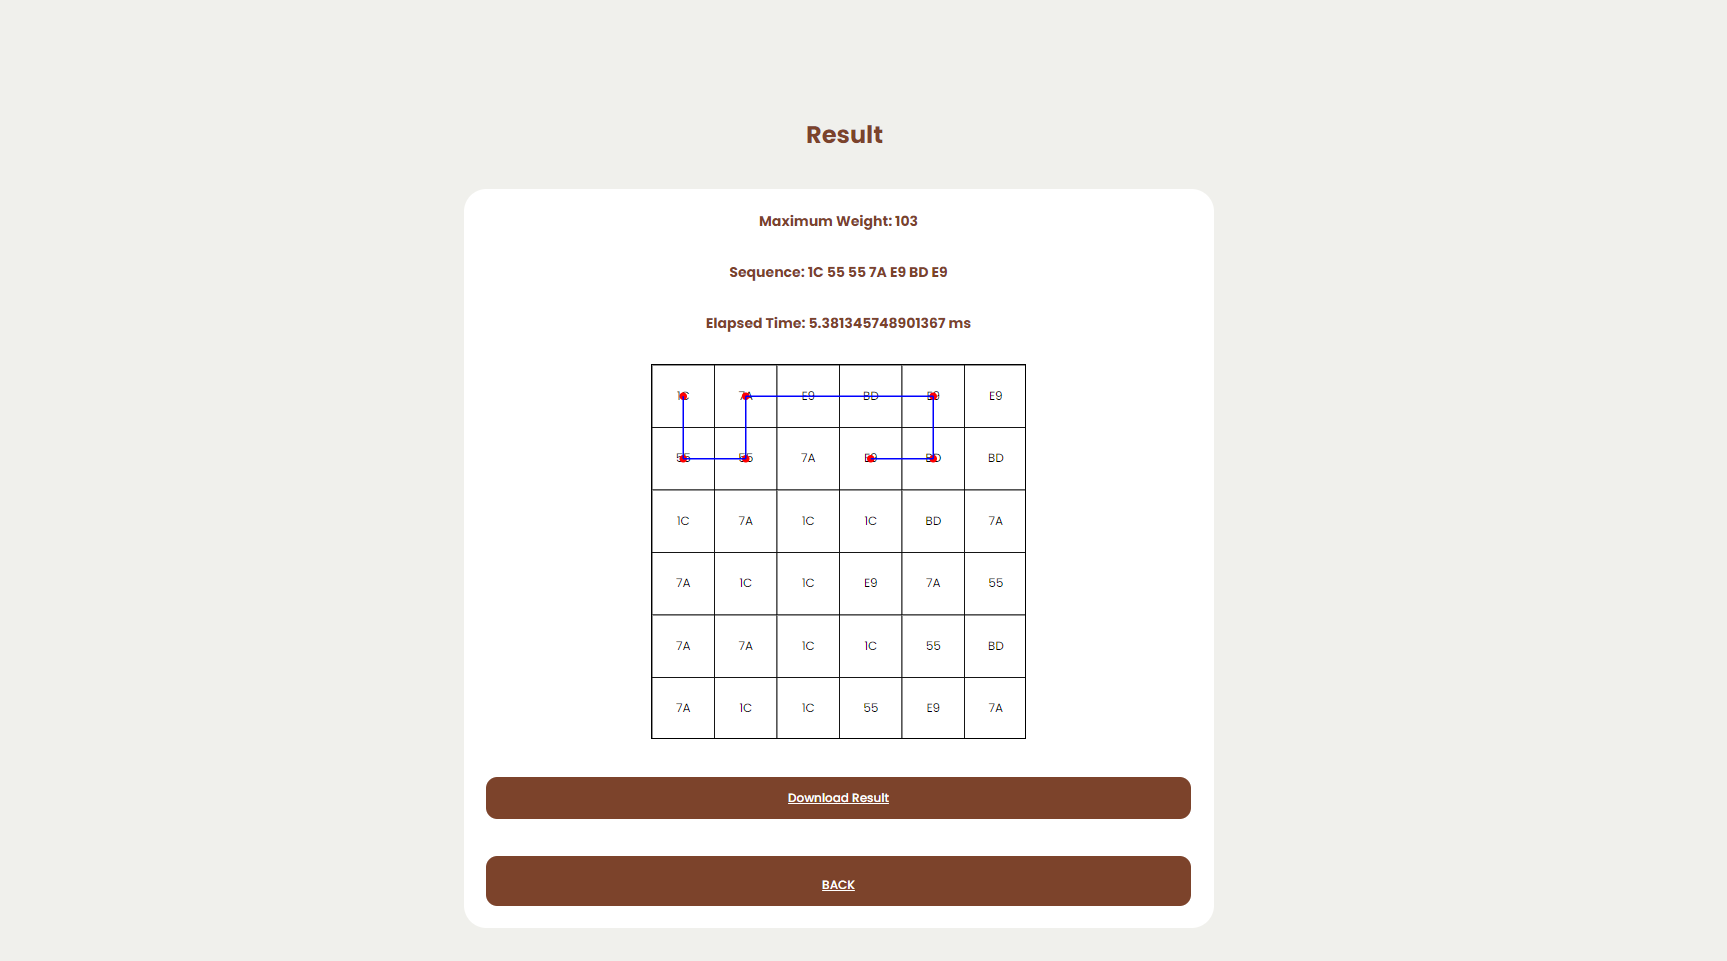 Result
Maximum Weight: 103
Sequence: 1C 55 55 7A E9 BD E9
Elapsed Time: 5.381345748901367 ms
1C 7A E9 BD E9 E9
55 55 7A E9 BD BD
1C 7A 1C 1C BD 7A
7A 1C 1C E9 7A 55
7A 7A 1C 1C 55 BD
7A 1C 1C 55 E9 7A
Download Result
BACK